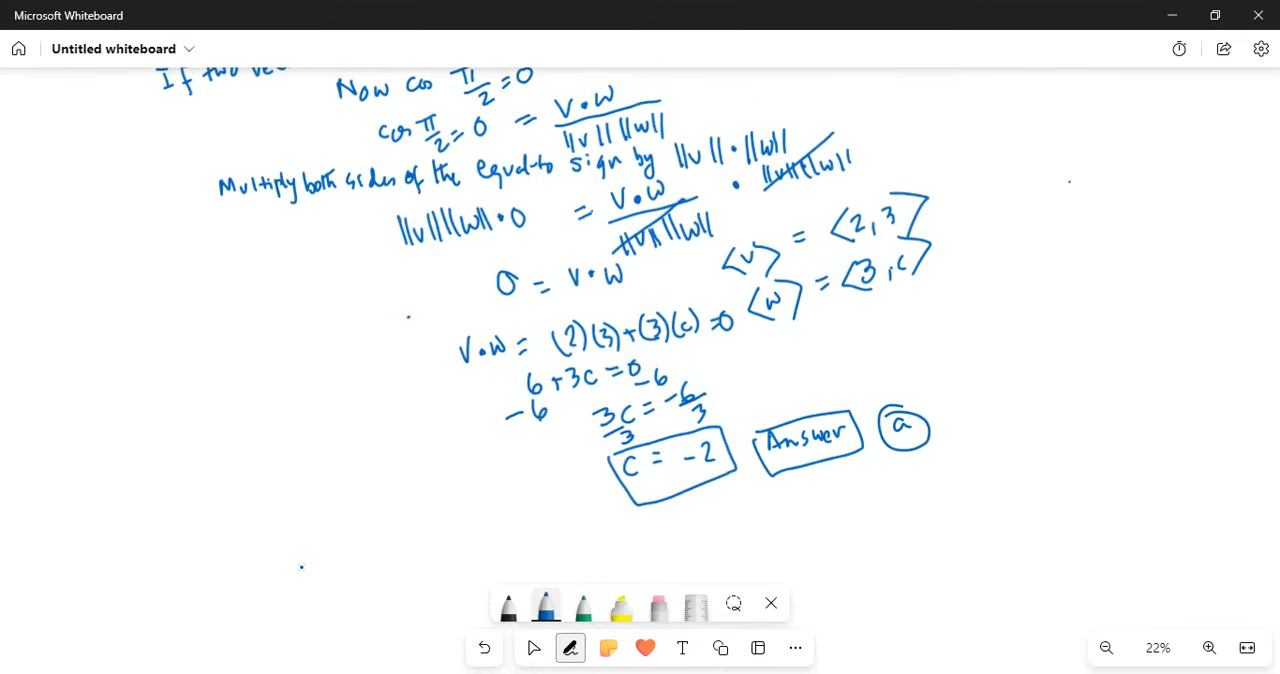 Microsoft Whiteboard
Untitled whiteboard
If two vec
Now cos π/2 = 0
cos π/2 = 0 = V•W / ||v|| ||w||
Multiply both sides of the equal-to sign by ||v||•||w||
||v|| ||w||•0 = V•W / ||v|| ||w|| • ||v|| ||w||
0 = V•W
<v> = <2,3>
<w> = <3,c>
V•W = (2)(3)+(3)(c)=0
6+3c=0
-6 -6
3c/3 = -6/3
c = -2
Answer
a
T
22%